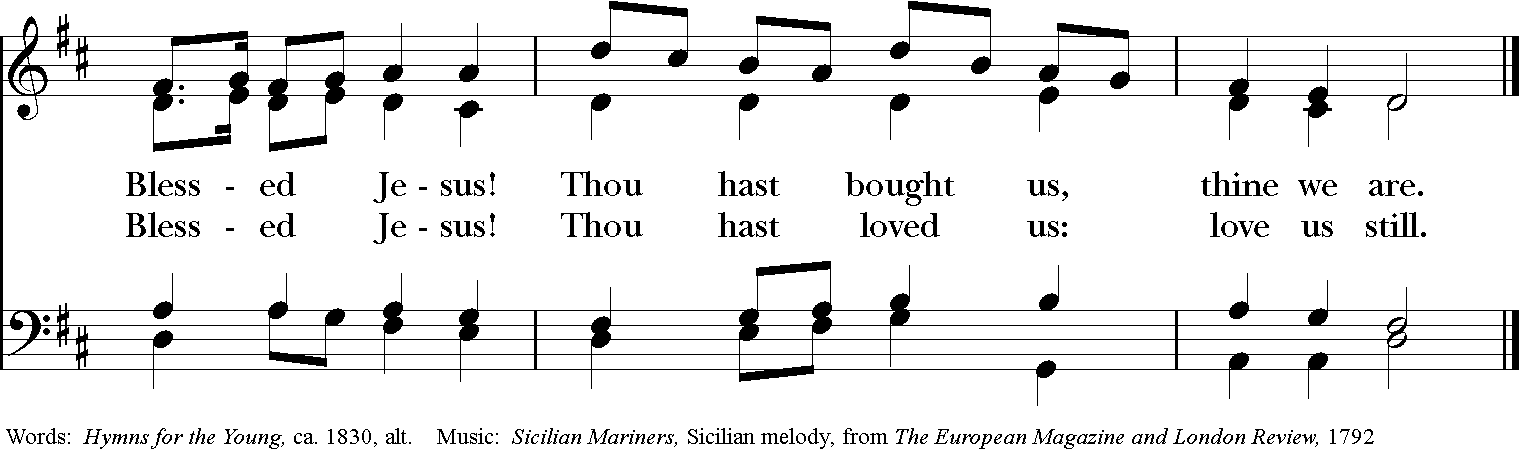 Bless - ed Je - sus! Thou hast bought us, thine we are.
Bless - ed Je - sus! Thou hast loved us: love us still.
Words: Hymns for the Young, ca. 1830, alt. Music: Sicilian Mariners, Sicilian melody, from The European Magazine and London Review, 1792